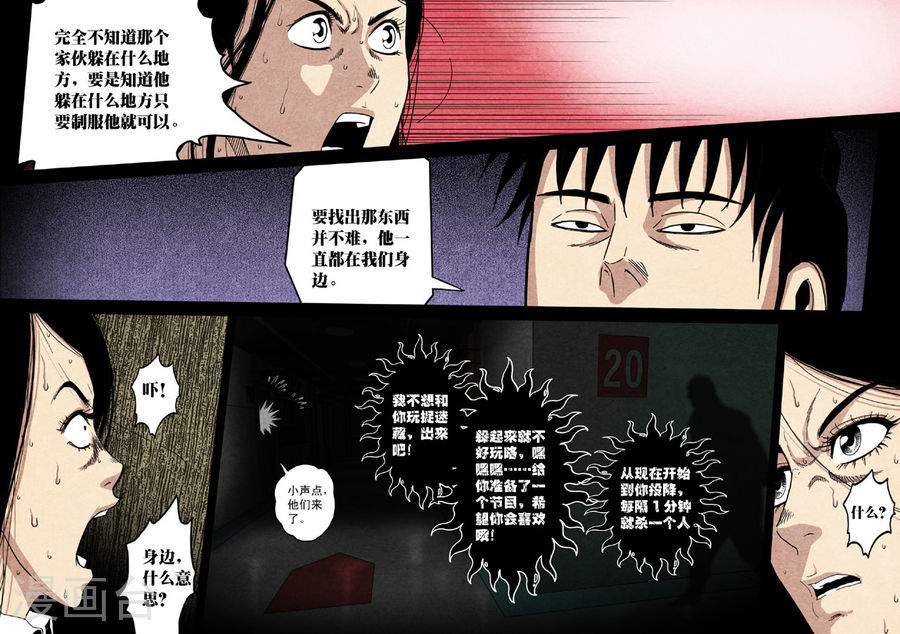 完全不知道那个
家伙躲在什么地
方，要是知道他
躲在什么地方只
要制服他就可以。
要找出那东西
并不难，他一
直都在我们身
边。
吓！
身边，
什么意
思？
小声点，
他们来
了。
我不想和
你玩捉迷
藏，出来
吧！
躲起来就不
好玩咯，嘿
嘿嘿……给
你准备了一
个节目，希
望你会喜欢
哦！
20
从现在开始
到你投降，
每隔1分钟
就杀一个人
什么？
漫画台